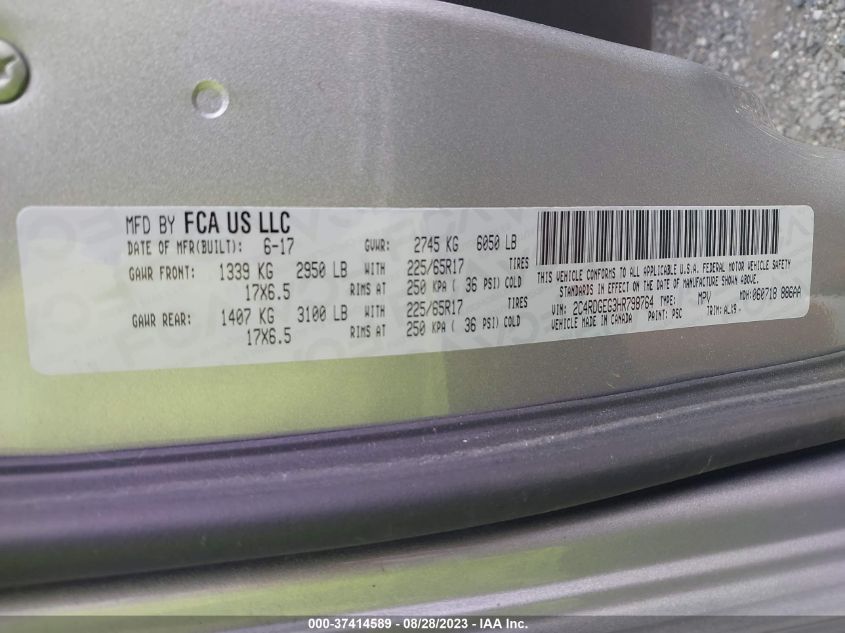 MFD BY FCA US LLC
DATE OF MFR(BUILT): 6-17 GVWR: 2745 KG 6050 LB
GAWR FRONT: 1339 KG 2950 LB WITH 225/65R17 TIRES
17X6.5 RIMS AT 250 KPA ( 36 PSI) COLD
GAWR REAR: 1407 KG 3100 LB WITH 225/65R17 TIRES
17X6.5 RIMS AT 250 KPA ( 36 PSI) COLD
THIS VEHICLE CONFORMS TO ALL APPLICABLE U.S.A. FEDERAL MOTOR VEHICLE SAFETY
STANDARDS IN EFFECT ON THE DATE OF MANUFACTURE SHOWN ABOVE.
VIN: 2C4RDGEG3HR798764 TYPE: MPV MDH: 060718 886AA
VEHICLE MADE IN CANADA PAINT: PSC TRIM: ALX9 -
000-37414589 - 08/28/2023 - IAAI Inc.